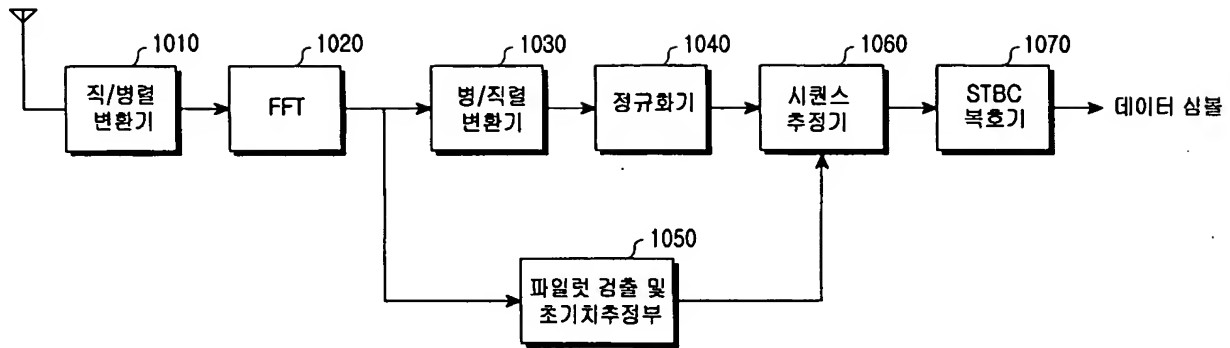 1010
직/병렬
변환기
1020
FFT
1030
병/직렬
변환기
1040
정규화기
1060
시퀀스
추정기
1070
STBC
복호기
데이터 심볼
1050
파일럿 검출 및
초기치추정부